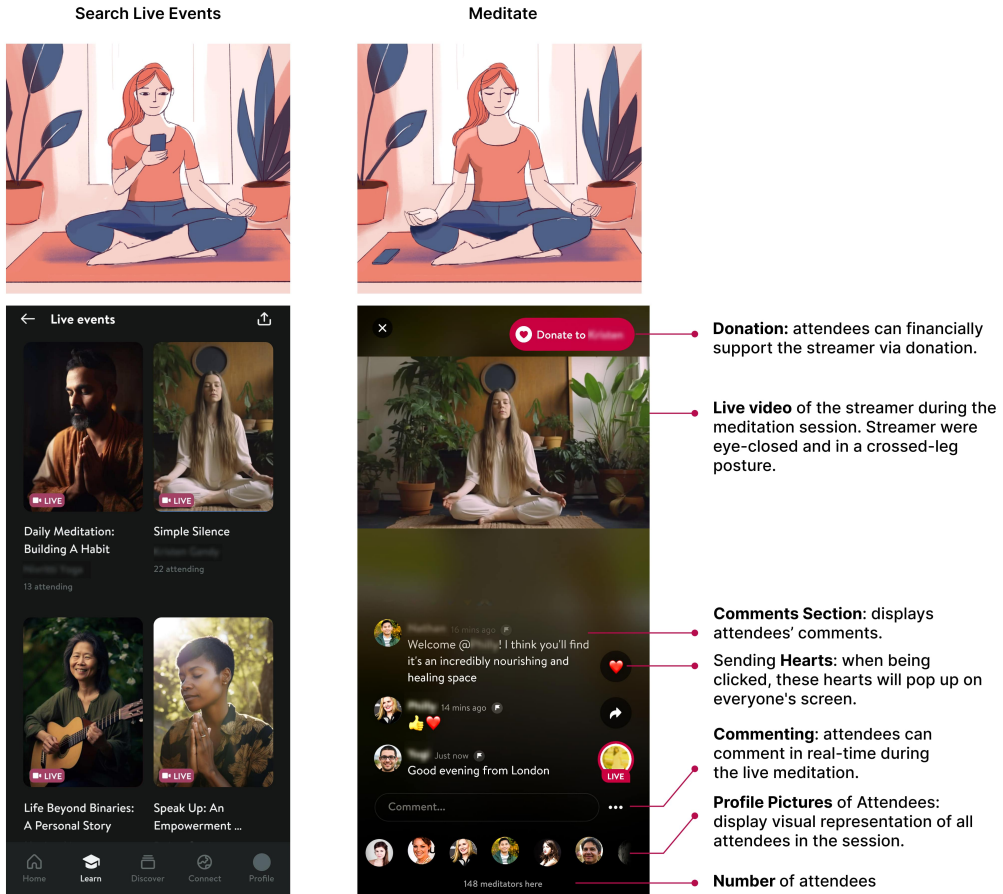 Search Live Events
Meditate
Live events
LIVE
LIVE
Daily Meditation:
Building A Habit
13 attending
Simple Silence
22 attending
LIVE
LIVE
Life Beyond Binaries:
A Personal Story
Speak Up: An
Empowerment ...
Home
Learn
Discover
Connect
Profile
Donate to
16 mins ago
Welcome @ ! I think you'll find
it's an incredibly nourishing and
healing space
14 mins ago
Just now
Good evening from London
LIVE
Comment...
148 meditators here
Donation: attendees can financially
support the streamer via donation.
Live video of the streamer during the
meditation session. Streamer were
eye-closed and in a crossed-leg
posture.
Comments Section: displays
attendees’ comments.
Sending Hearts: when being
clicked, these hearts will pop up on
everyone's screen.
Commenting: attendees can
comment in real-time during
the live meditation.
Profile Pictures of Attendees:
display visual representation of all
attendees in the session.
Number of attendees